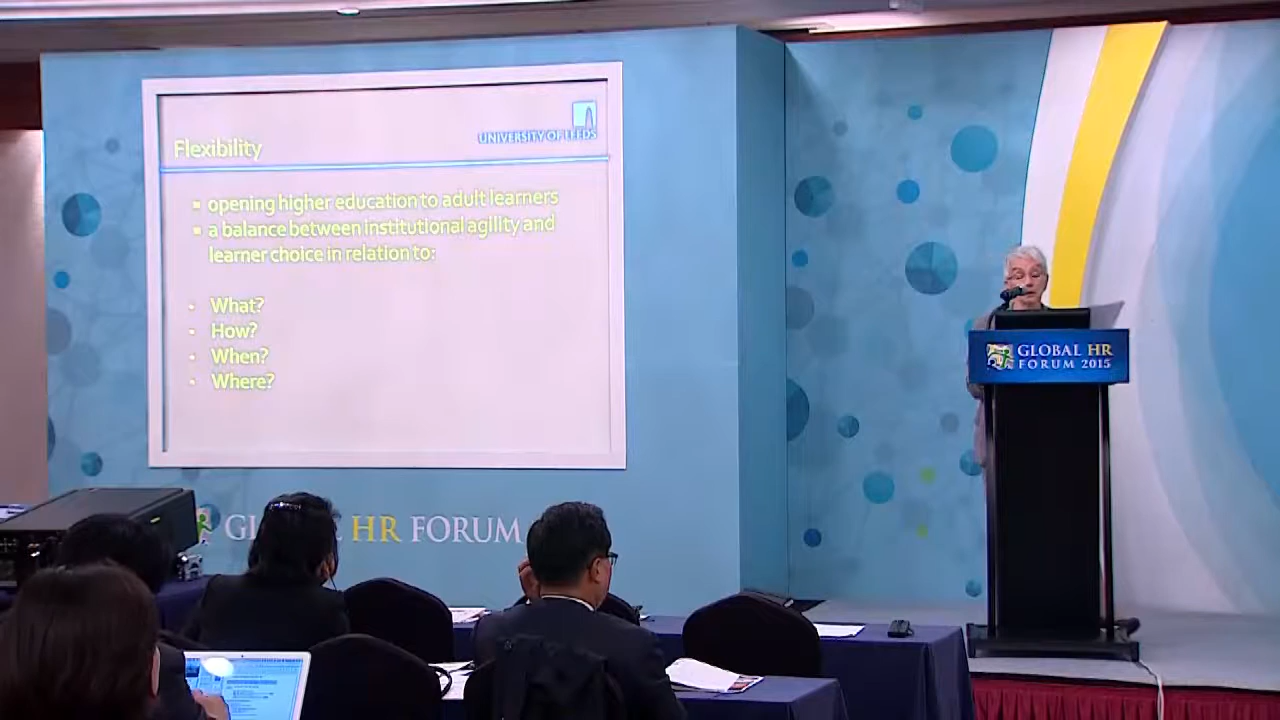 UNIVERSITY OF LEEDS
Flexibility
▪ opening higher education to adult learners
▪ a balance between institutional agility and
learner choice in relation to:
• What?
• How?
• When?
• Where?
GLOBAL HR
FORUM 2015
GL HR FORUM